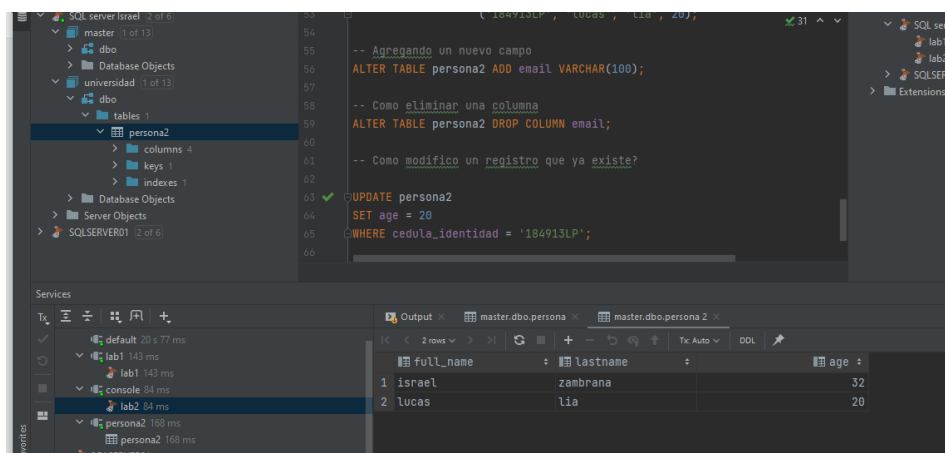 SQL server Israel 2 of 6
master 1 of 13
dbo
Database Objects
universidad 1 of 13
dbo
tables 1
persona2
columns 4
keys 1
indexes 1
Database Objects
Server Objects
SQLSERVER01 2 of 6
53 ('184913LP', 'lucas', 'lia', 20);
54
55 -- Agregando un nuevo campo
56 ALTER TABLE persona2 ADD email VARCHAR(100);
57
58 -- Como eliminar una columna
59 ALTER TABLE persona2 DROP COLUMN email;
60
61 -- Como modifico un registro que ya existe?
62
63 UPDATE persona2
64 SET age = 20
65 WHERE cedula_identidad = '184913LP';
66
31
SQL ser
lab1
lab2
SQLSER
Extensions
Services
Tx
default 20 s 77 ms
lab1 143 ms
lab1 143 ms
console 84 ms
lab2 84 ms
persona2 168 ms
persona2 168 ms
Output
master.dbo.persona
master.dbo.persona 2
2 rows
Tx: Auto
DDL
full_name lastname age
1 israel zambrana 32
2 lucas lia 20
avorites